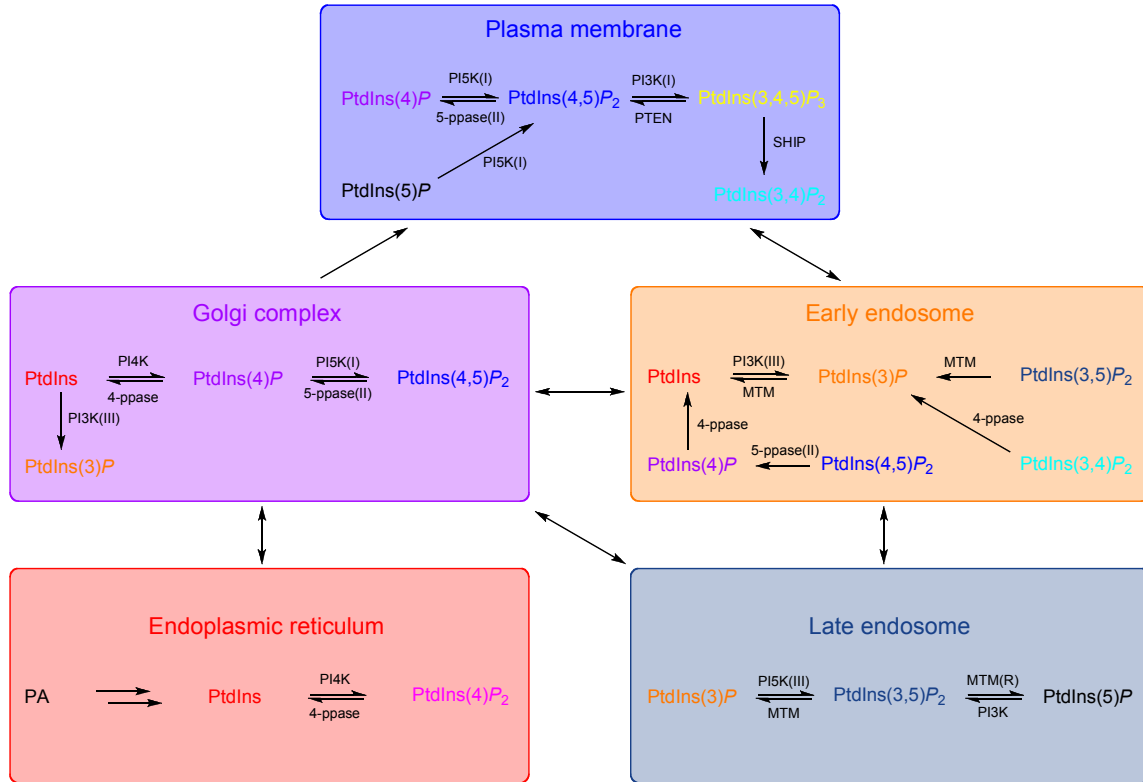 Plasma membrane
PI5K(I) PI3K(I)
PtdIns(4)P PtdIns(4,5)P₂ PtdIns(3,4,5)P₃
5-ppase(II) PTEN
SHIP
PI5K(I)
PtdIns(5)P PtdIns(3,4)P₂
Golgi complex
PI4K PI5K(I)
PtdIns PtdIns(4)P PtdIns(4,5)P₂
4-ppase 5-ppase(II)
PI3K(III)
PtdIns(3)P
Early endosome
PI3K(III) MTM
PtdIns PtdIns(3)P PtdIns(3,5)P₂
MTM
4-ppase 4-ppase
5-ppase(II)
PtdIns(4)P PtdIns(4,5)P₂ PtdIns(3,4)P₂
Endoplasmic reticulum
PI4K
PA PtdIns PtdIns(4)P₂
4-ppase
Late endosome
PI5K(III) MTM(R)
PtdIns(3)P PtdIns(3,5)P₂ PtdIns(5)P
MTM PI3K